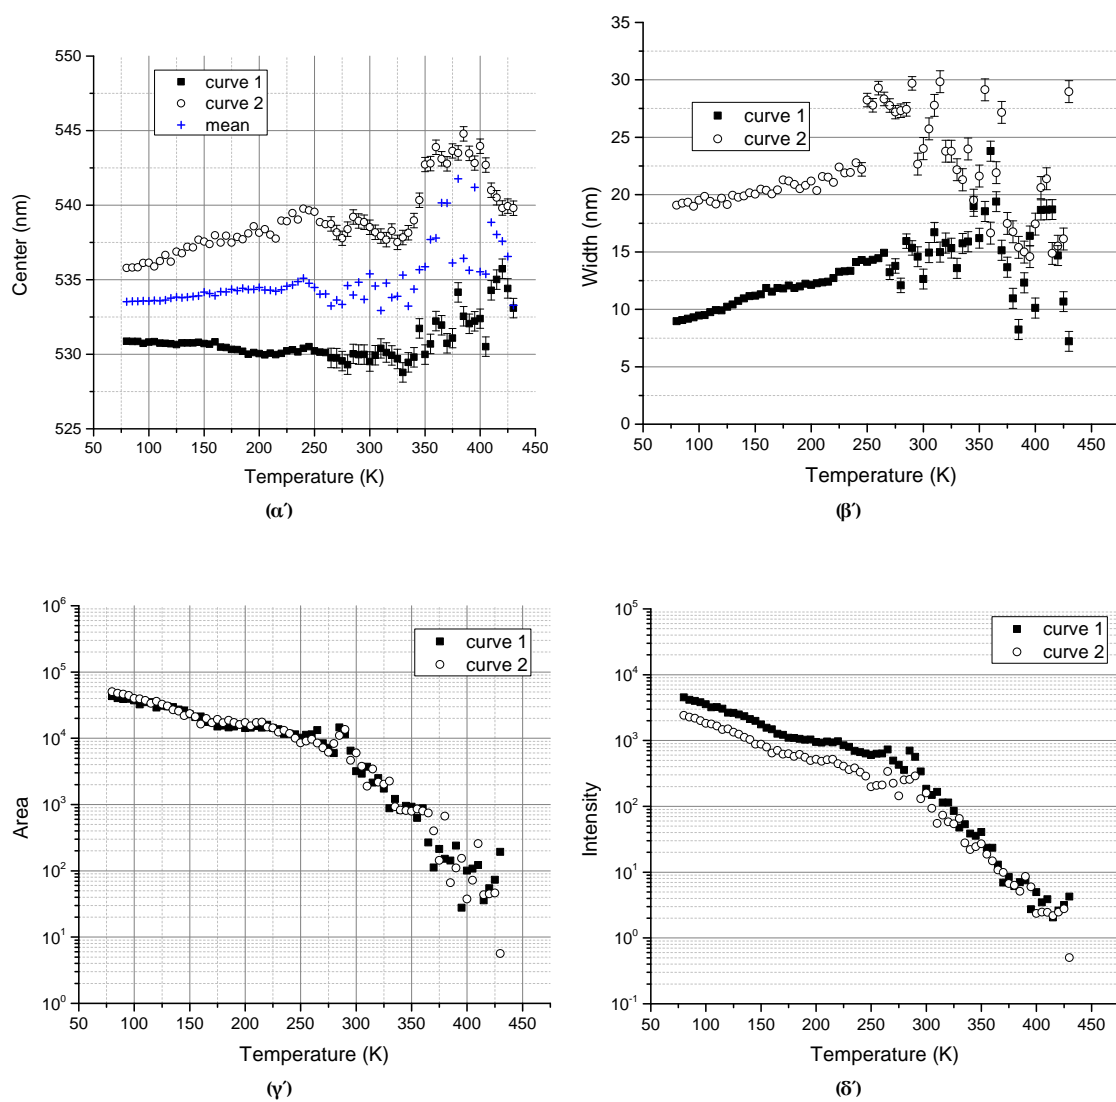 550
545
540
535
530
525
Center (nm)
curve 1
curve 2
mean
50 100 150 200 250 300 350 400 450
Temperature (K)
(α΄)
35
30
25
20
15
10
5
0
Width (nm)
curve 1
curve 2
50 100 150 200 250 300 350 400 450
Temperature (K)
(β΄)
10^6
10^5
10^4
10^3
10^2
10^1
10^0
Area
curve 1
curve 2
50 100 150 200 250 300 350 400 450
Temperature (K)
(γ΄)
10^5
10^4
10^3
10^2
10^1
10^0
10^-1
Intensity
curve 1
curve 2
50 100 150 200 250 300 350 400 450
Temperature (K)
(δ΄)